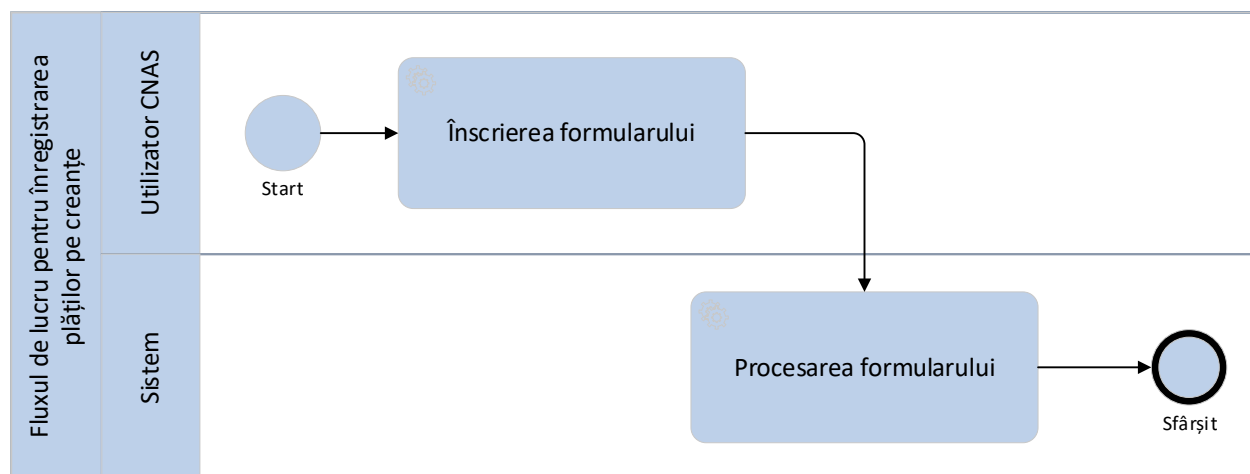 Fluxul de lucru pentru înregistrarea
plăților pe creanțe
Utilizator CNAS
Start
Înscrierea formularului
Sistem
Procesarea formularului
Sfârșit